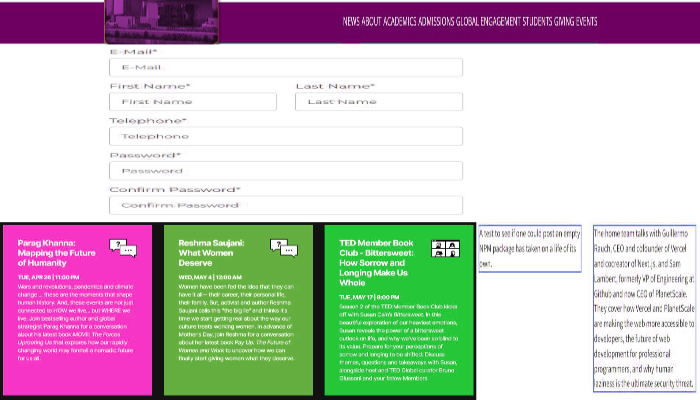 NEWS ABOUT ACADEMICS ADMISSIONS GLOBAL ENGAGEMENT STUDENTS GIVING EVENTS
E-Mail*
E-Mail
First Name*
Last Name*
First Name
Last Name
Telephone*
Telephone
Password*
Password
Confirm Password*
Confirm Password
Parag Khanna:
Mapping the Future
of Humanity
TUE, APR 26 | 11:00 PM
Wars and revolutions, pandemics and climate
change ... these are the moments that shape
human history. And, these events are not just
connected to HOW we live... but WHERE we
live. Join bestselling author and global
strategist Parag Khanna for a conversation
about his latest book MOVE: The Forces
Uprooting Us that explores how our rapidly
changing world may foretell a nomadic future
for us all.
Reshma Saujani:
What Women
Deserve
WED, MAY 4 | 12:00 AM
Women have been fed the idea that they can
have it all — their career, their personal life,
their family. But, activist and author Reshma
Saujani calls this "the big lie" and thinks it's
time we start getting real about the way our
culture treats working women. In advance of
Mother's Day, join Reshma for a conversation
about her latest book Pay Up: The Future of
Women and Work to uncover how we can
finally start giving women what they deserve.
TED Member Book
Club - Bittersweet:
How Sorrow and
Longing Make Us
Whole
TUE, MAY 17 | 9:00 PM
Season 2 of the TED Member Book Club kicks
off with Susan Cain's Bittersweet. In this
beautiful exploration of our heaviest emotions,
Susan reveals the power of a bittersweet
outlook on life, and why we've been so blind to
its value. Prepare for your perceptions of
sorrow and longing to be shifted. Discuss
themes, questions and takeaways with Susan,
alongside host and TED Global curator Bruno
Giussani and your fellow Members.
A test to see if one could post an empty
NPM package has taken on a life of its
own.
The home team talks with Guillermo
Rauch, CEO and cofounder of Vercel
and cocreator of Next.js, and Sam
Lambert, formerly VP of Engineering at
Github and now CEO of PlanetScale.
They cover how Vercel and PlanetScale
are making the web more accessible to
developers, the future of web
development for professional
programmers, and why human
laziness is the ultimate security threat.